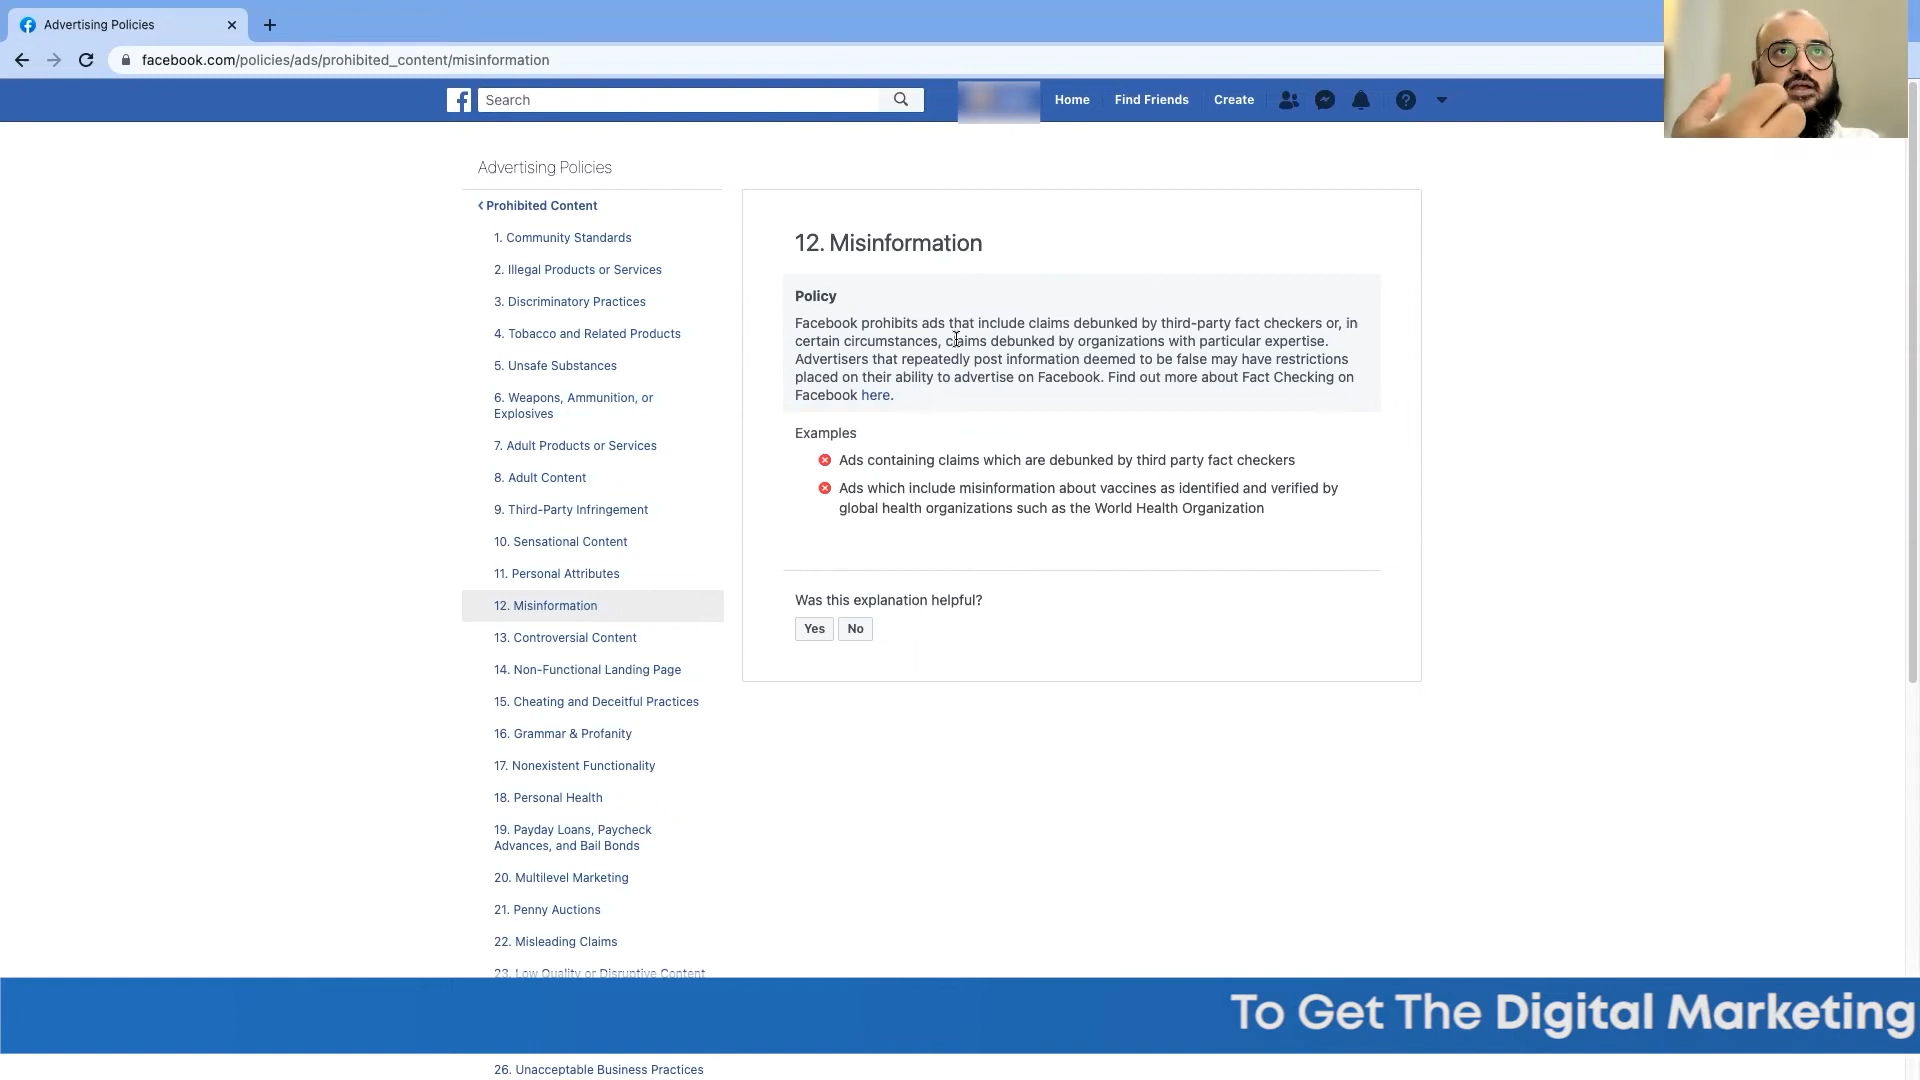 Advertising Policies
facebook.com/policies/ads/prohibited_content/misinformation
Search
Home
Find Friends
Create
Advertising Policies
Prohibited Content
1. Community Standards
2. Illegal Products or Services
3. Discriminatory Practices
4. Tobacco and Related Products
5. Unsafe Substances
6. Weapons, Ammunition, or
Explosives
7. Adult Products or Services
8. Adult Content
9. Third-Party Infringement
10. Sensational Content
11. Personal Attributes
12. Misinformation
13. Controversial Content
14. Non-Functional Landing Page
15. Cheating and Deceitful Practices
16. Grammar & Profanity
17. Nonexistent Functionality
18. Personal Health
19. Payday Loans, Paycheck
Advances, and Bail Bonds
20. Multilevel Marketing
21. Penny Auctions
22. Misleading Claims
23. Low Quality or Disruptive Content
26. Unacceptable Business Practices
12. Misinformation
Policy
Facebook prohibits ads that include claims debunked by third-party fact checkers or, in
certain circumstances, claims debunked by organizations with particular expertise.
Advertisers that repeatedly post information deemed to be false may have restrictions
placed on their ability to advertise on Facebook. Find out more about Fact Checking on
Facebook here.
Examples
Ads containing claims which are debunked by third party fact checkers
Ads which include misinformation about vaccines as identified and verified by
global health organizations such as the World Health Organization
Was this explanation helpful?
Yes
No
To Get The Digital Marketing